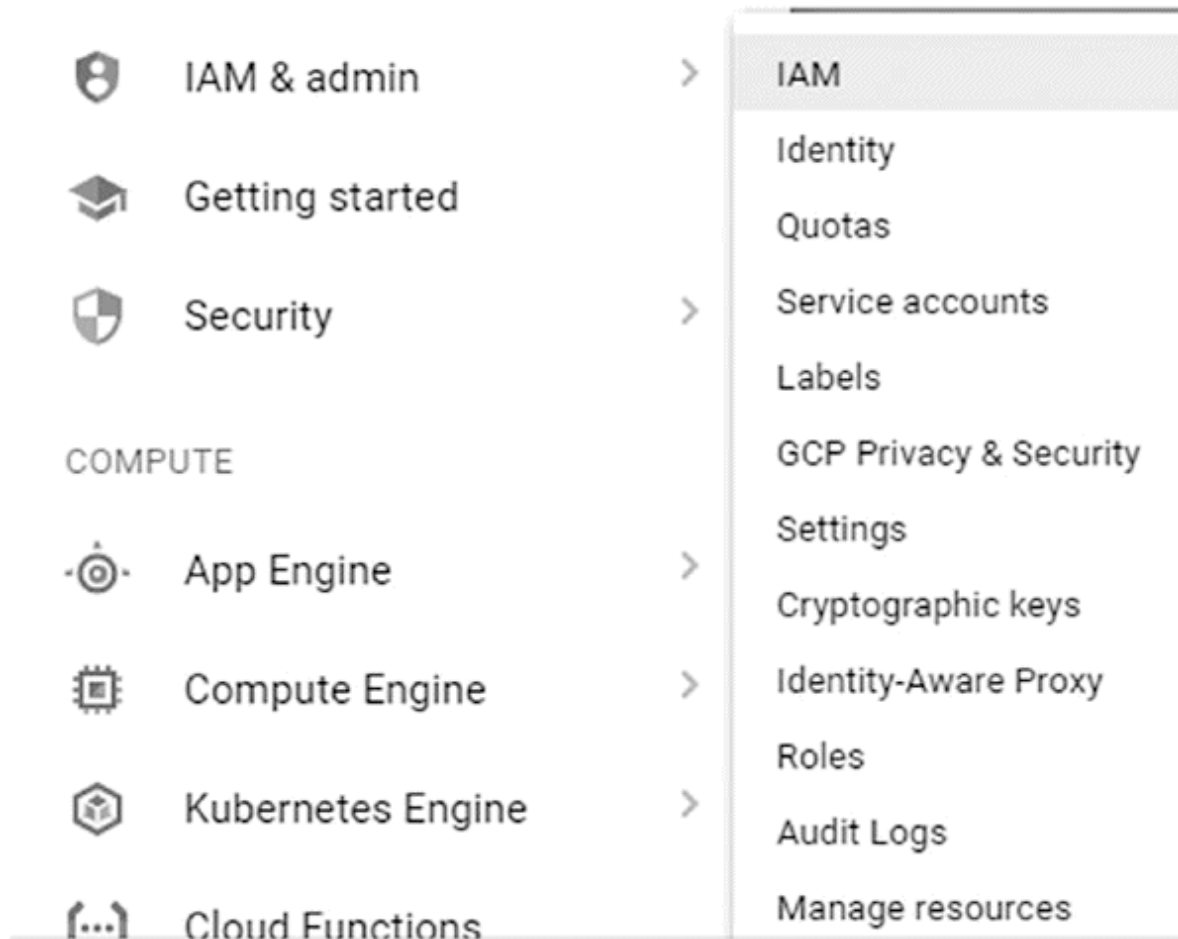 IAM & admin
Getting started
Security
COMPUTE
App Engine
Compute Engine
Kubernetes Engine
Cloud Functions
IAM
Identity
Quotas
Service accounts
Labels
GCP Privacy & Security
Settings
Cryptographic keys
Identity-Aware Proxy
Roles
Audit Logs
Manage resources